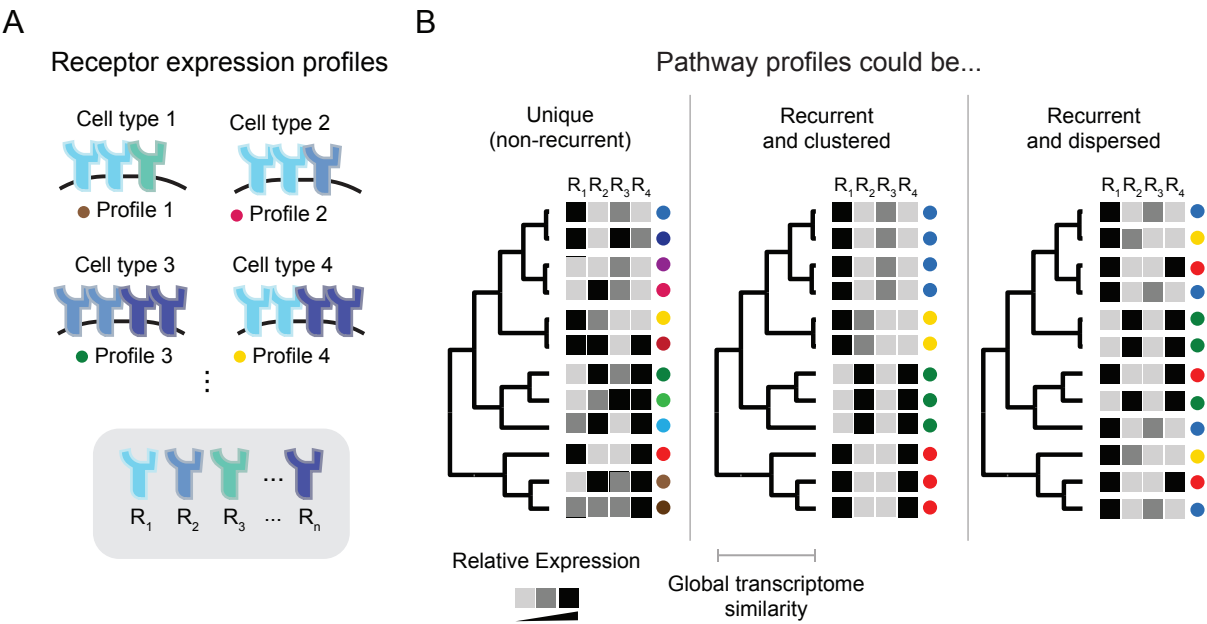 A
Receptor expression profiles
Cell type 1
Cell type 2
Profile 1
Profile 2
Cell type 3
Cell type 4
Profile 3
Profile 4
⋮
...
R1 R2 R3 ... Rn
B
Pathway profiles could be...
Unique
(non-recurrent)
Recurrent
and clustered
Recurrent
and dispersed
R1 R2 R3 R4
R1 R2 R3 R4
R1 R2 R3 R4
Relative Expression
Global transcriptome
similarity